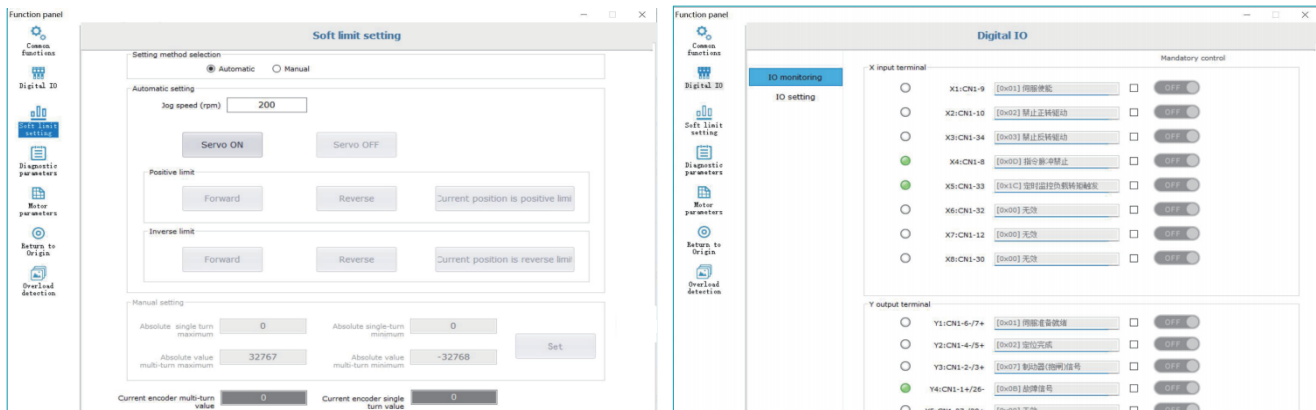 Function panel
Common
functions
Digital IO
Soft limit
setting
Diagnostic
parameters
Motor
parameters
Return to
Origin
Overload
detection
Soft limit setting
Setting method selection
Automatic
Manual
Automatic setting
Jog speed (rpm)
200
Servo ON
Servo OFF
Positive limit
Forward
Reverse
Current position is positive limi
Inverse limit
Forward
Reverse
Current position is reverse limi
Manual setting
Absolute single turn
maximum
0
Absolute single-turn
minimum
0
Absolute value
multi-turn maximum
32767
Absolute value
multi-turn minimum
-32768
Set
Current encoder multi-turn
value
0
Current encoder single
turn value
0
Function panel
Common
functions
Digital IO
Soft limit
setting
Diagnostic
parameters
Motor
parameters
Return to
Origin
Overload
detection
Digital IO
IO monitoring
IO setting
Mandatory control
X input terminal
X1:CN1-9 [0x01] 伺服使能 OFF
X2:CN1-10 [0x02] 禁止正转驱动 OFF
X3:CN1-34 [0x03] 禁止反转驱动 OFF
X4:CN1-8 [0x0D] 指令脉冲禁止 OFF
X5:CN1-33 [0x1C] 定时监控负载转矩触发 OFF
X6:CN1-32 [0x00] 无效 OFF
X7:CN1-12 [0x00] 无效 OFF
X8:CN1-30 [0x00] 无效 OFF
Y output terminal
Y1:CN1-6-/7+ [0x01] 伺服准备就绪 OFF
Y2:CN1-4-/5+ [0x02] 定位完成 OFF
Y3:CN1-2-/3+ [0x07] 制动器(抱闸)信号 OFF
Y4:CN1-1+/26- [0x0B] 故障信号 OFF